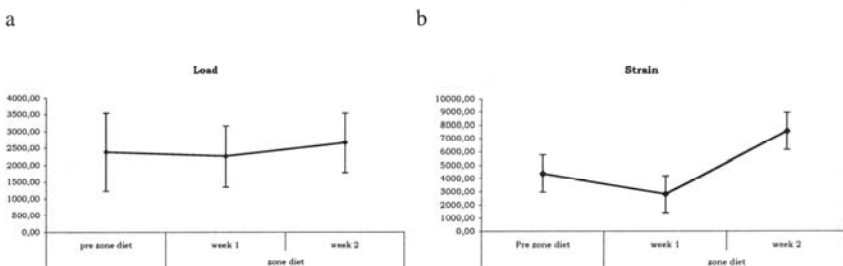 a
Load
4000,00
3500,00
3000,00
2500,00
2000,00
1500,00
1000,00
500,00
0,00
pre zone diet
week 1
week 2
zone diet
b
Strain
10000,00
9000,00
8000,00
7000,00
6000,00
5000,00
4000,00
3000,00
2000,00
1000,00
0,00
Pre zone diet
week 1
week 2
zone diet